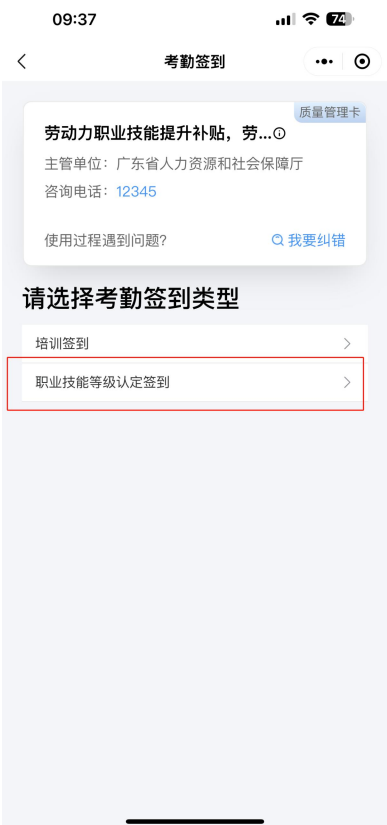 09:37
74
考勤签到
质量管理卡
劳动力职业技能提升补贴，劳...
主管单位：广东省人力资源和社会保障厅
咨询电话：12345
使用过程遇到问题？
我要纠错
请选择考勤签到类型
培训签到
职业技能等级认定签到